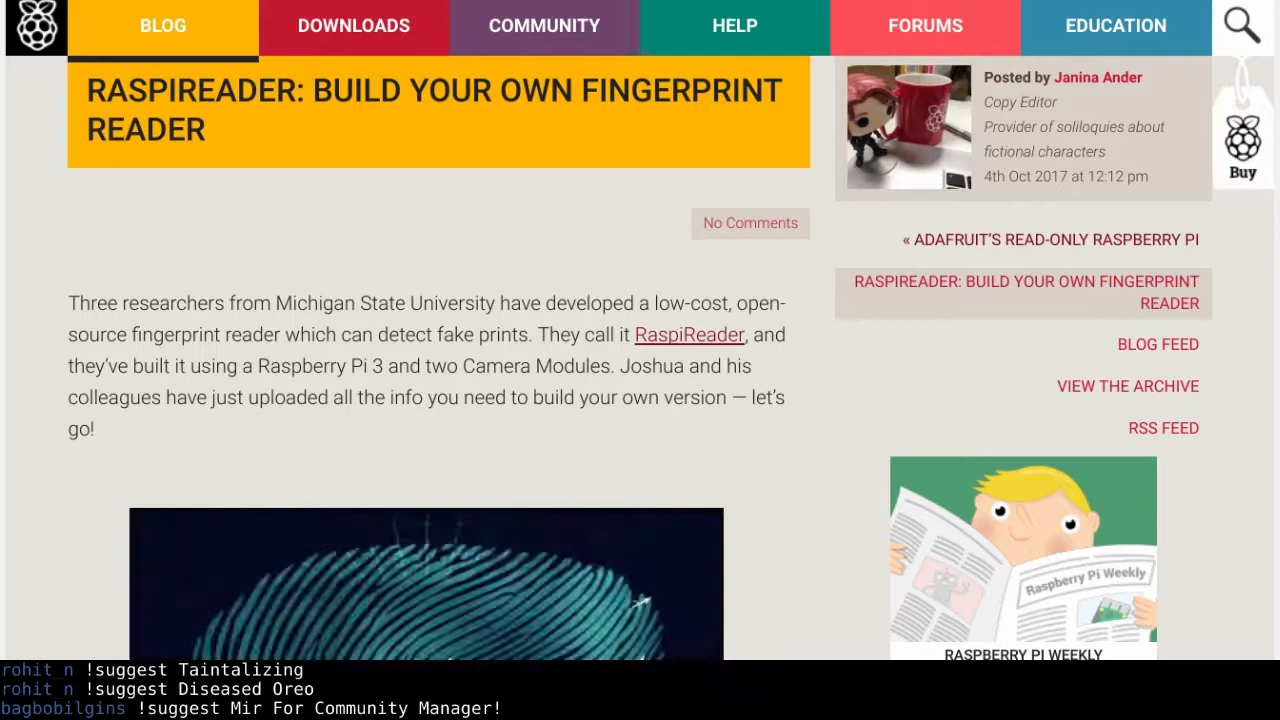 BLOG
DOWNLOADS
COMMUNITY
HELP
FORUMS
EDUCATION
RASPIREADER: BUILD YOUR OWN FINGERPRINT
READER
No Comments
Three researchers from Michigan State University have developed a low-cost, open-
source fingerprint reader which can detect fake prints. They call it RaspiReader, and
they’ve built it using a Raspberry Pi 3 and two Camera Modules. Joshua and his
colleagues have just uploaded all the info you need to build your own version — let’s
go!
Posted by Janina Ander
Copy Editor
Provider of soliloquies about
fictional characters
4th Oct 2017 at 12:12 pm
Buy
« ADAFRUIT’S READ-ONLY RASPBERRY PI
RASPIREADER: BUILD YOUR OWN FINGERPRINT
READER
BLOG FEED
VIEW THE ARCHIVE
RSS FEED
Raspberry Pi Weekly
RASPBERRY PI WEEKLY
rohit_n !suggest Taintalizing
rohit_n !suggest Diseased Oreo
bagbobilgins !suggest Mir For Community Manager!